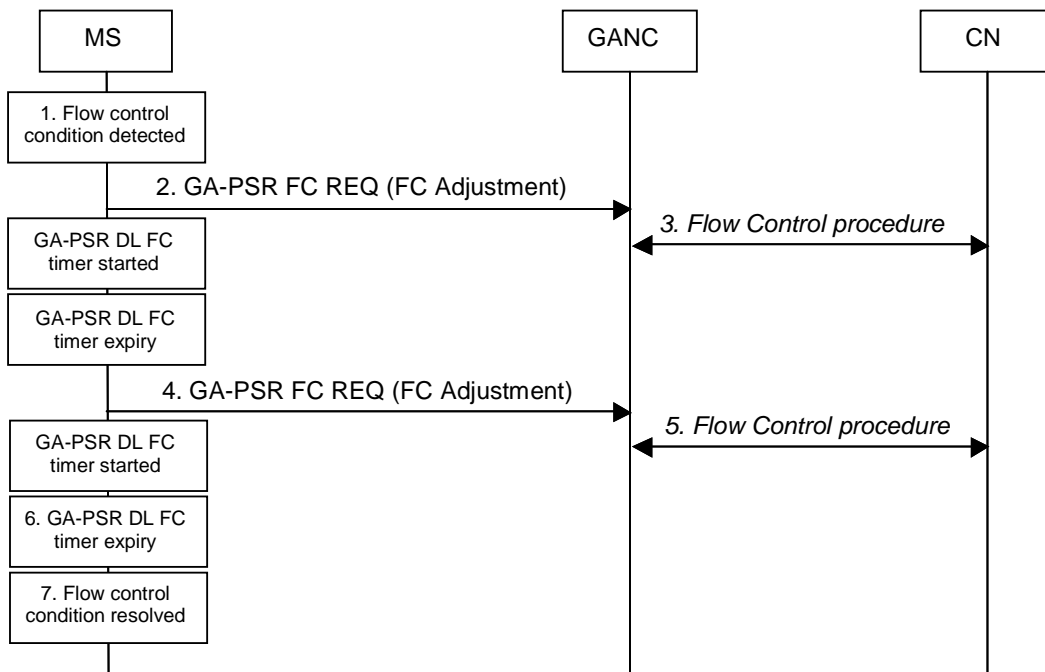 MS
GANC
CN
1. Flow control
condition detected
2. GA-PSR FC REQ (FC Adjustment)
3. Flow Control procedure
GA-PSR DL FC
timer started
GA-PSR DL FC
timer expiry
4. GA-PSR FC REQ (FC Adjustment)
5. Flow Control procedure
GA-PSR DL FC
timer started
6. GA-PSR DL FC
timer expiry
7. Flow control
condition resolved